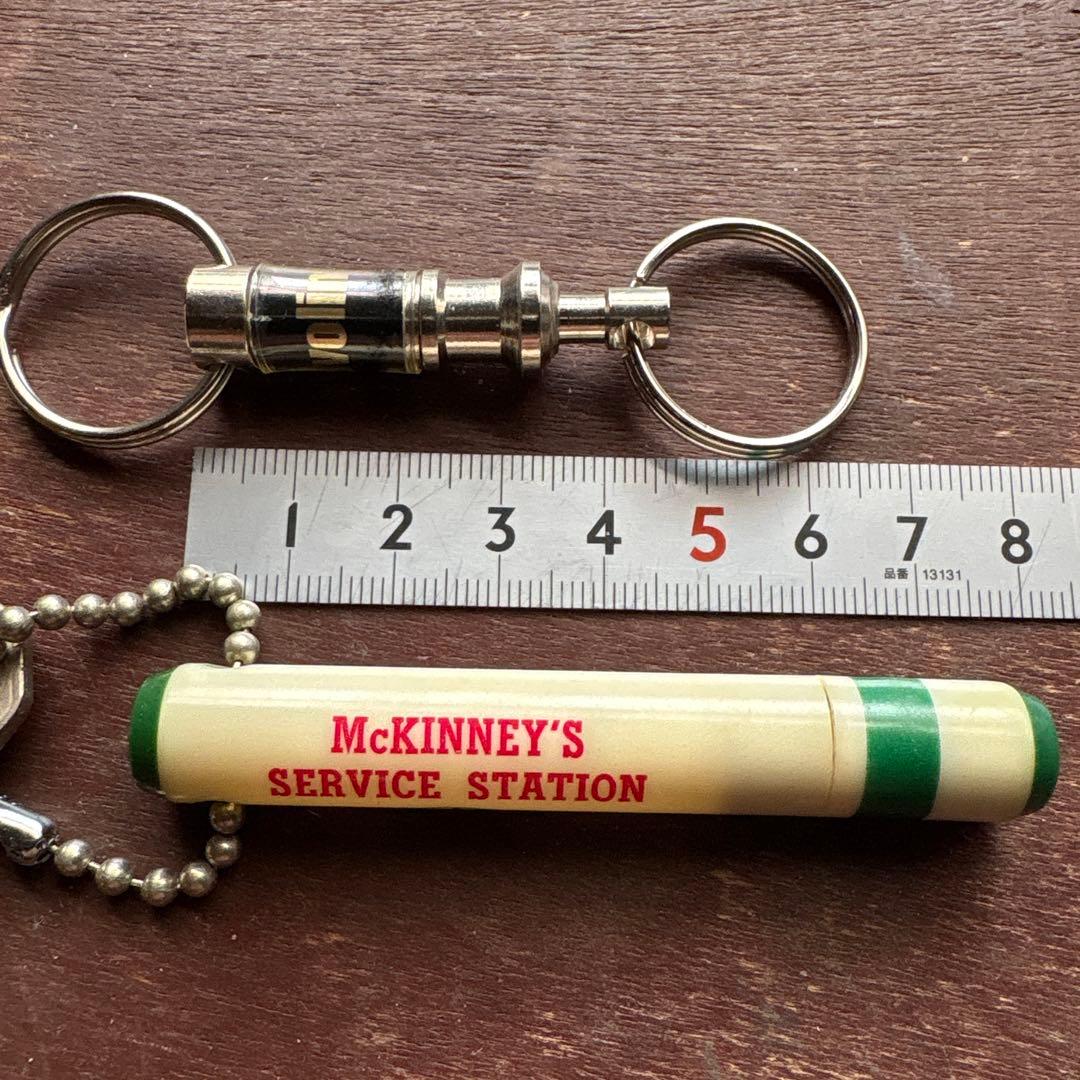 1 2 3 4 5 6 7 8
品番 13131
McKINNEY'S
SERVICE STATION